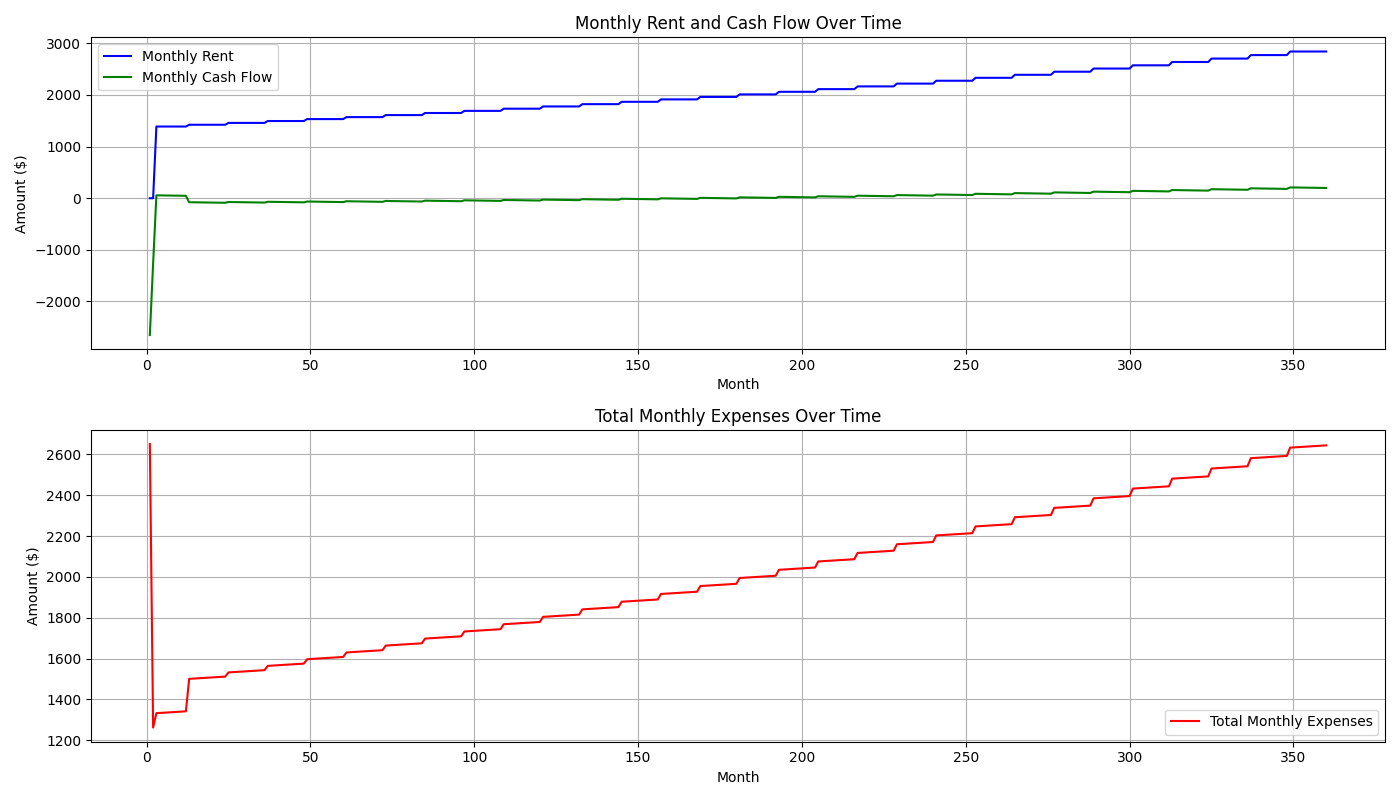 Monthly Rent and Cash Flow Over Time
3000
2000
1000
0
−1000
−2000
Amount ($)
Monthly Rent
Monthly Cash Flow
0 50 100 150 200 250 300 350
Month
Total Monthly Expenses Over Time
2600
2400
2200
2000
1800
1600
1400
1200
Amount ($)
Total Monthly Expenses
0 50 100 150 200 250 300 350
Month